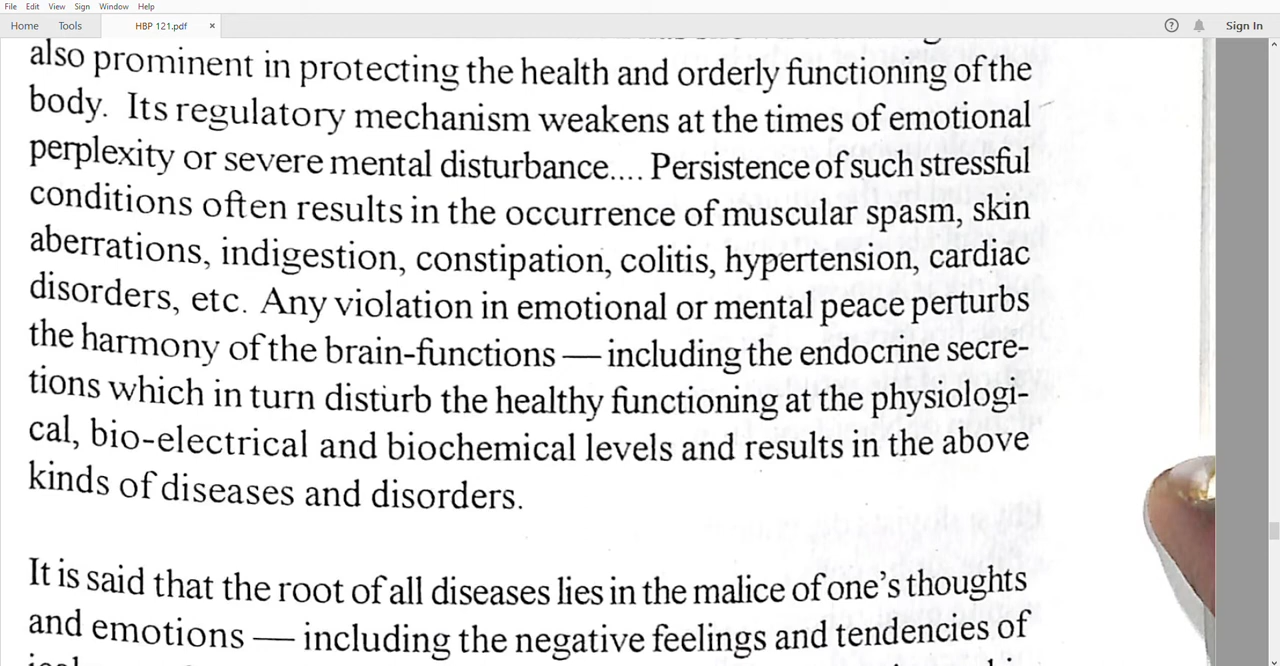 File Edit View Sign Window Help
Home Tools HBP 121.pdf × ? Sign In
also prominent in protecting the health and orderly functioning of the
body. Its regulatory mechanism weakens at the times of emotional
perplexity or severe mental disturbance.... Persistence of such stressful
conditions often results in the occurrence of muscular spasm, skin
aberrations, indigestion, constipation, colitis, hypertension, cardiac
disorders, etc. Any violation in emotional or mental peace perturbs
the harmony of the brain-functions — including the endocrine secre-
tions which in turn disturb the healthy functioning at the physiologi-
cal, bio-electrical and biochemical levels and results in the above
kinds of diseases and disorders.
It is said that the root of all diseases lies in the malice of one's thoughts
and emotions — including the negative feelings and tendencies of